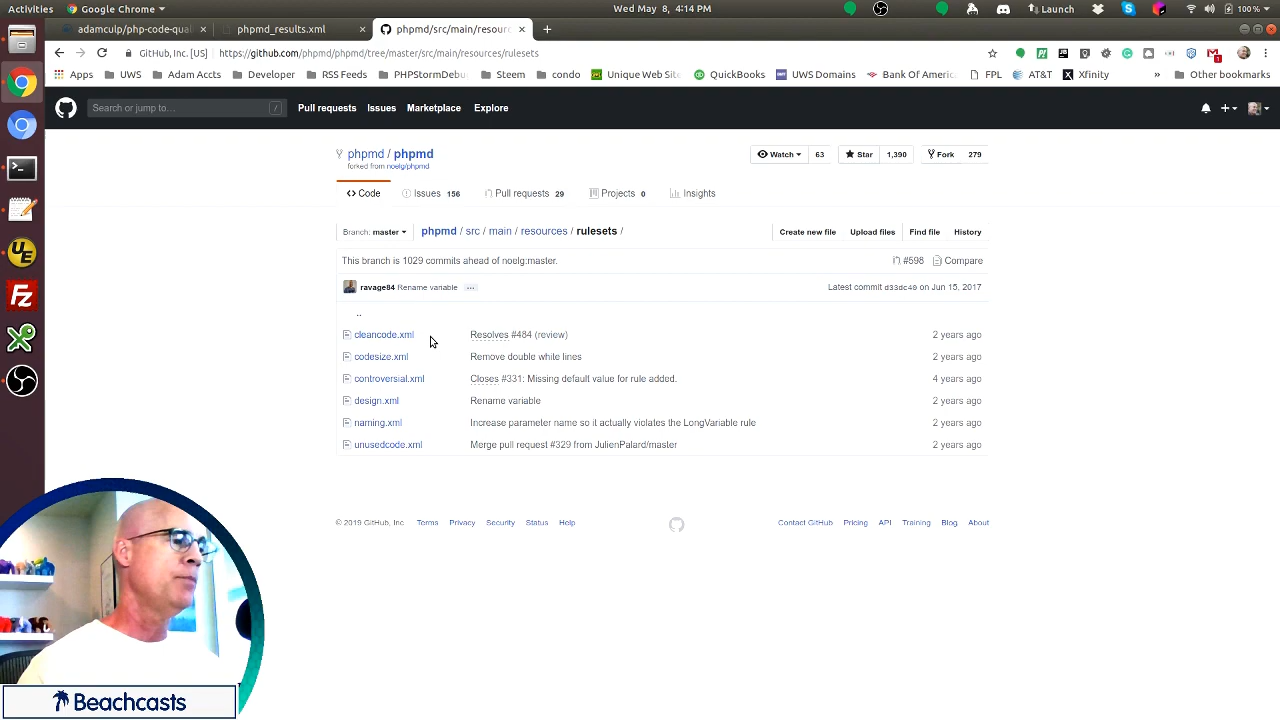 Activities Google Chrome Wed May 8, 4:14 PM Launch 100%
adamculp/php-code-quali × phpmd_results.xml × phpmd/src/main/resour ×
GitHub, Inc. [US] https://github.com/phpmd/phpmd/tree/master/src/main/resources/rulesets
Apps UWS Adam Accts Developer RSS Feeds PHPStormDebu Steem condo Unique Web Site QuickBooks UWS Domains Bank Of America FPL AT&T Xfinity » Other bookmarks
Search or jump to… / Pull requests Issues Marketplace Explore
phpmd / phpmd Watch 63 Star 1,390 Fork 279
forked from noelg/phpmd
Code Issues 156 Pull requests 29 Projects 0 Insights
Branch: master phpmd / src / main / resources / rulesets / Create new file Upload files Find file History
This branch is 1029 commits ahead of noelg:master. #598 Compare
ravage84 Rename variable … Latest commit d33dc40 on Jun 15, 2017
..
cleancode.xml Resolves #484 (review) 2 years ago
codesize.xml Remove double white lines 2 years ago
controversial.xml Closes #331: Missing default value for rule added. 4 years ago
design.xml Rename variable 2 years ago
naming.xml Increase parameter name so it actually violates the LongVariable rule 2 years ago
unusedcode.xml Merge pull request #329 from JulienPalard/master 2 years ago
© 2019 GitHub, Inc. Terms Privacy Security Status Help Contact GitHub Pricing API Training Blog About
Beachcasts